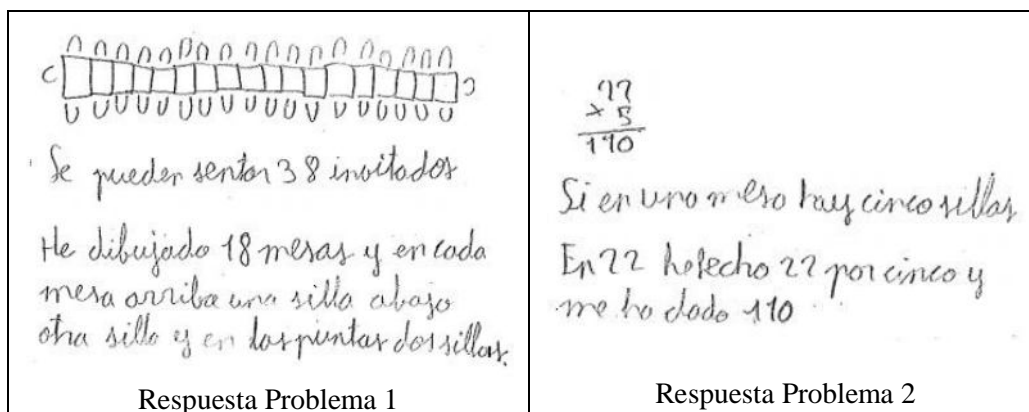 Se pueden sentar 38 invitados
He dibujado 18 mesas y en cada
mesa arriba una silla abajo
otra silla y en las puntas dos sillas.
Respuesta Problema 1
22
× 5
110
Si en una mesa hay cinco sillas
En 22 he hecho 22 por cinco y
me ha dado 110
Respuesta Problema 2